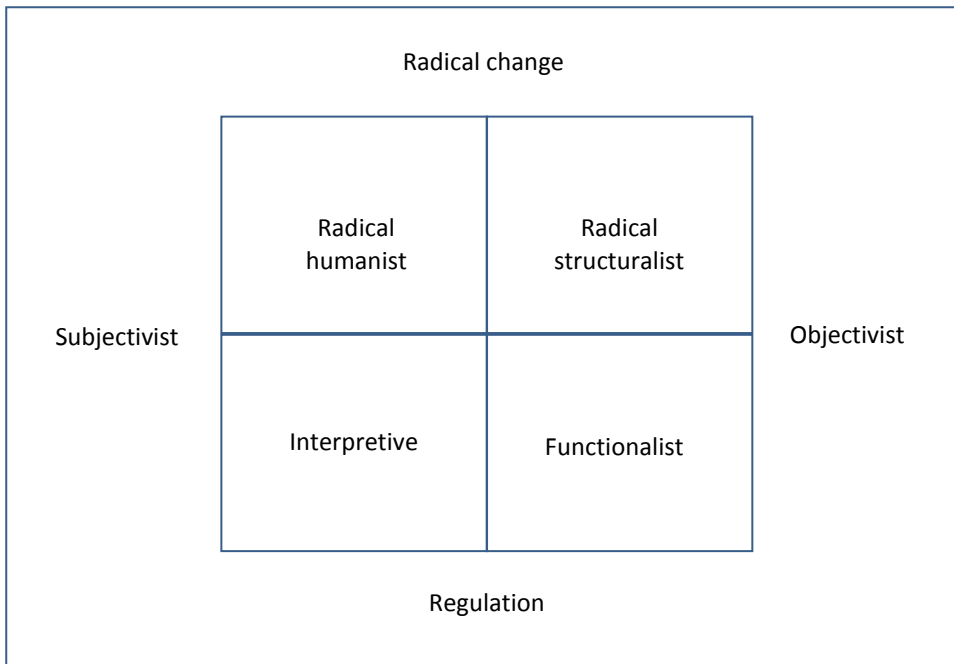 Radical change
Radical
humanist
Radical
structuralist
Subjectivist
Objectivist
Interpretive
Functionalist
Regulation